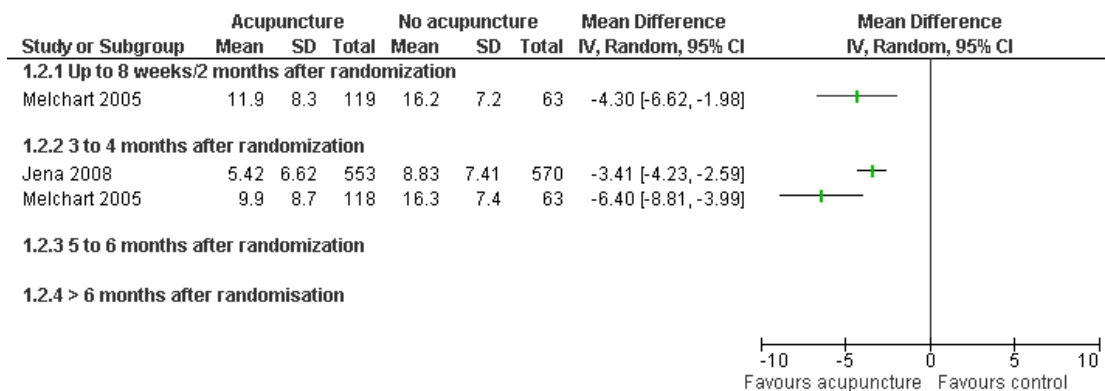 Acupuncture No acupuncture Mean Difference Mean Difference
Study or Subgroup Mean SD Total Mean SD Total IV, Random, 95% CI IV, Random, 95% CI
1.2.1 Up to 8 weeks/2 months after randomization
Melchart 2005 11.9 8.3 119 16.2 7.2 63 -4.30 [-6.62, -1.98]
1.2.2 3 to 4 months after randomization
Jena 2008 5.42 6.62 553 8.83 7.41 570 -3.41 [-4.23, -2.59]
Melchart 2005 9.9 8.7 118 16.3 7.4 63 -6.40 [-8.81, -3.99]
1.2.3 5 to 6 months after randomization
1.2.4 > 6 months after randomisation
-10 -5 0 5 10
Favours acupuncture Favours control